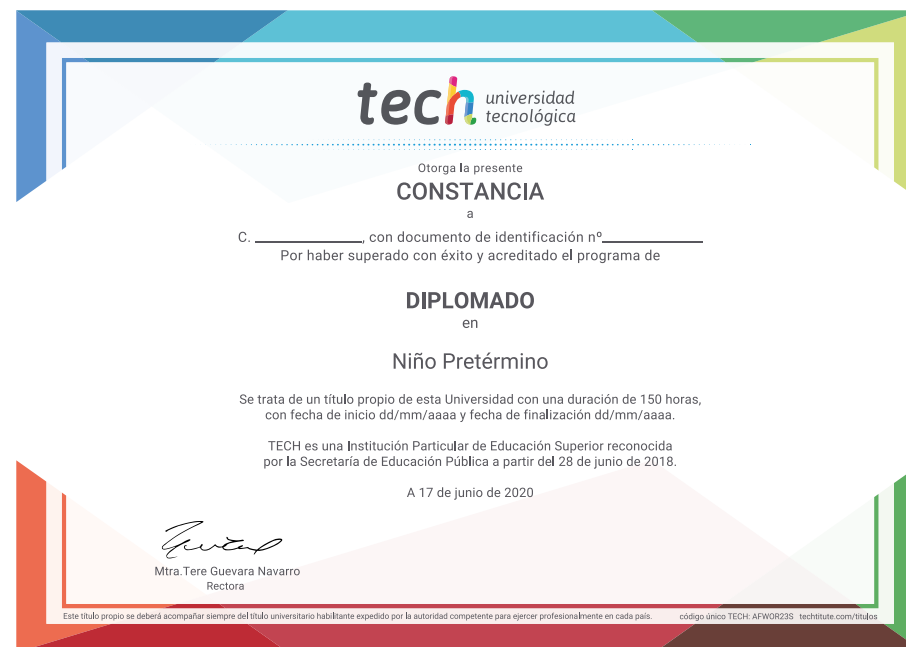 tech universidad
tecnológica
Otorga la presente
CONSTANCIA
a
C. ____________, con documento de identificación nº____________
Por haber superado con éxito y acreditado el programa de
DIPLOMADO
en
Niño Pretérmino
Se trata de un título propio de esta Universidad con una duración de 150 horas,
con fecha de inicio dd/mm/aaaa y fecha de finalización dd/mm/aaaa.
TECH es una Institución Particular de Educación Superior reconocida
por la Secretaría de Educación Pública a partir del 28 de junio de 2018.
A 17 de junio de 2020
Mtra.Tere Guevara Navarro
Rectora
Este título propio se deberá acompañar siempre del título universitario habilitante expedido por la autoridad competente para ejercer profesionalmente en cada país. código único TECH: AFWOR23S techtitute.com/titulos